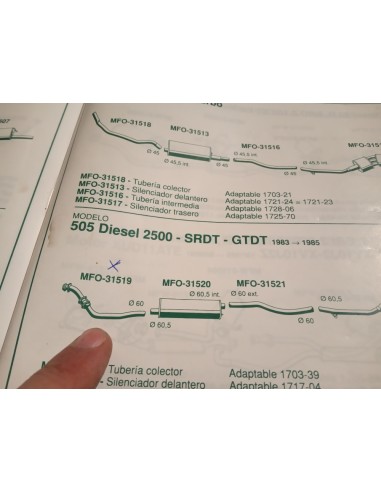 MFO-31518
MFO-31513
MFO-31516
Ø 45
Ø 45,5 int.
Ø 45
Ø 45,5 int.
Ø 45,5 int.
MFO-31518 - Tubería colector
MFO-31513 - Silenciador delantero Adaptable 1703-21
MFO-31516 - Tubería intermedia Adaptable 1721-24 = 1721-23
MFO-31517 - Silenciador trasero Adaptable 1728-06
Adaptable 1725-70
MODELO
505 Diesel 2500 - SRDT - GTDT 1983 → 1985
X
MFO-31519
MFO-31520
MFO-31521
Ø 60
Ø 60,5 int.
Ø 60 ext.
Ø 60,5
Ø 60,5
Ø 60
Tubería colector Adaptable 1703-39
- Silenciador delantero Adaptable 1717-04